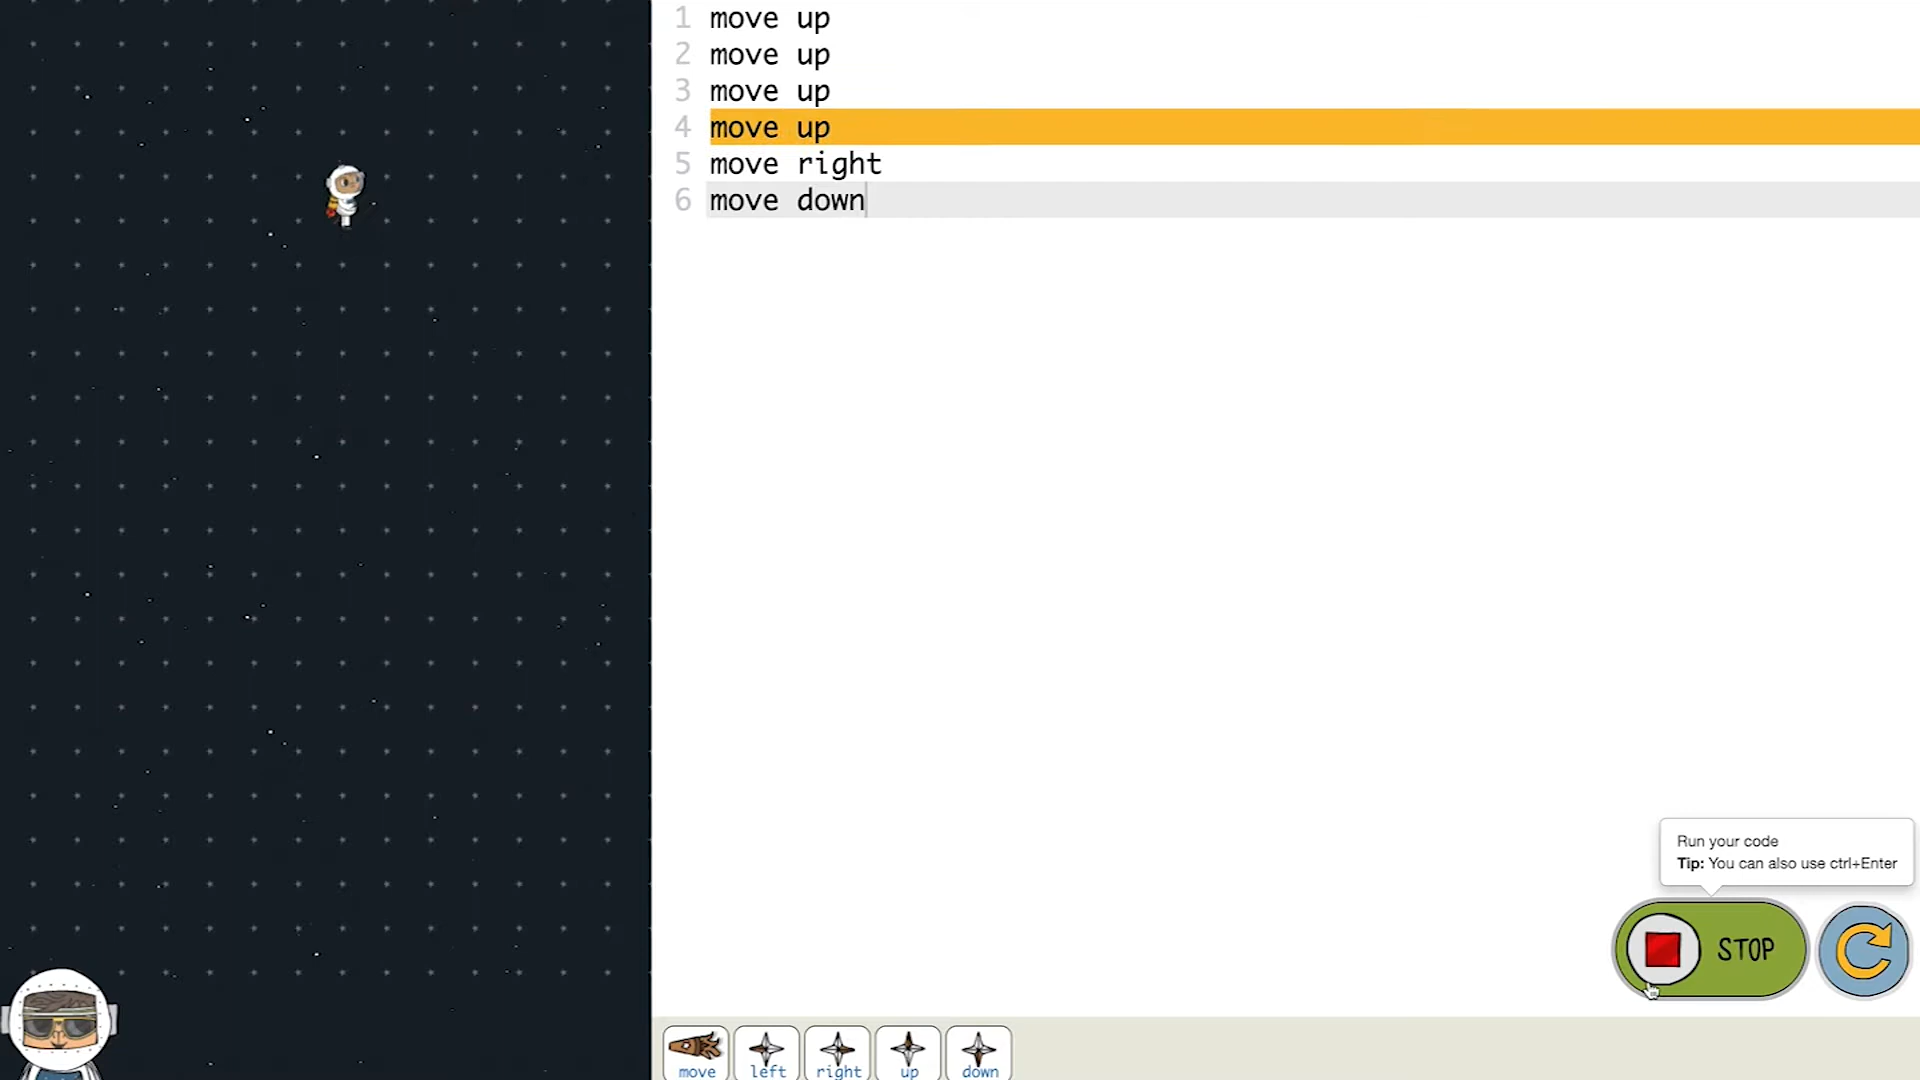 1 move up
2 move up
3 move up
4 move up
5 move right
6 move down
Run your code
Tip: You can also use ctrl+Enter
STOP
move left right up down